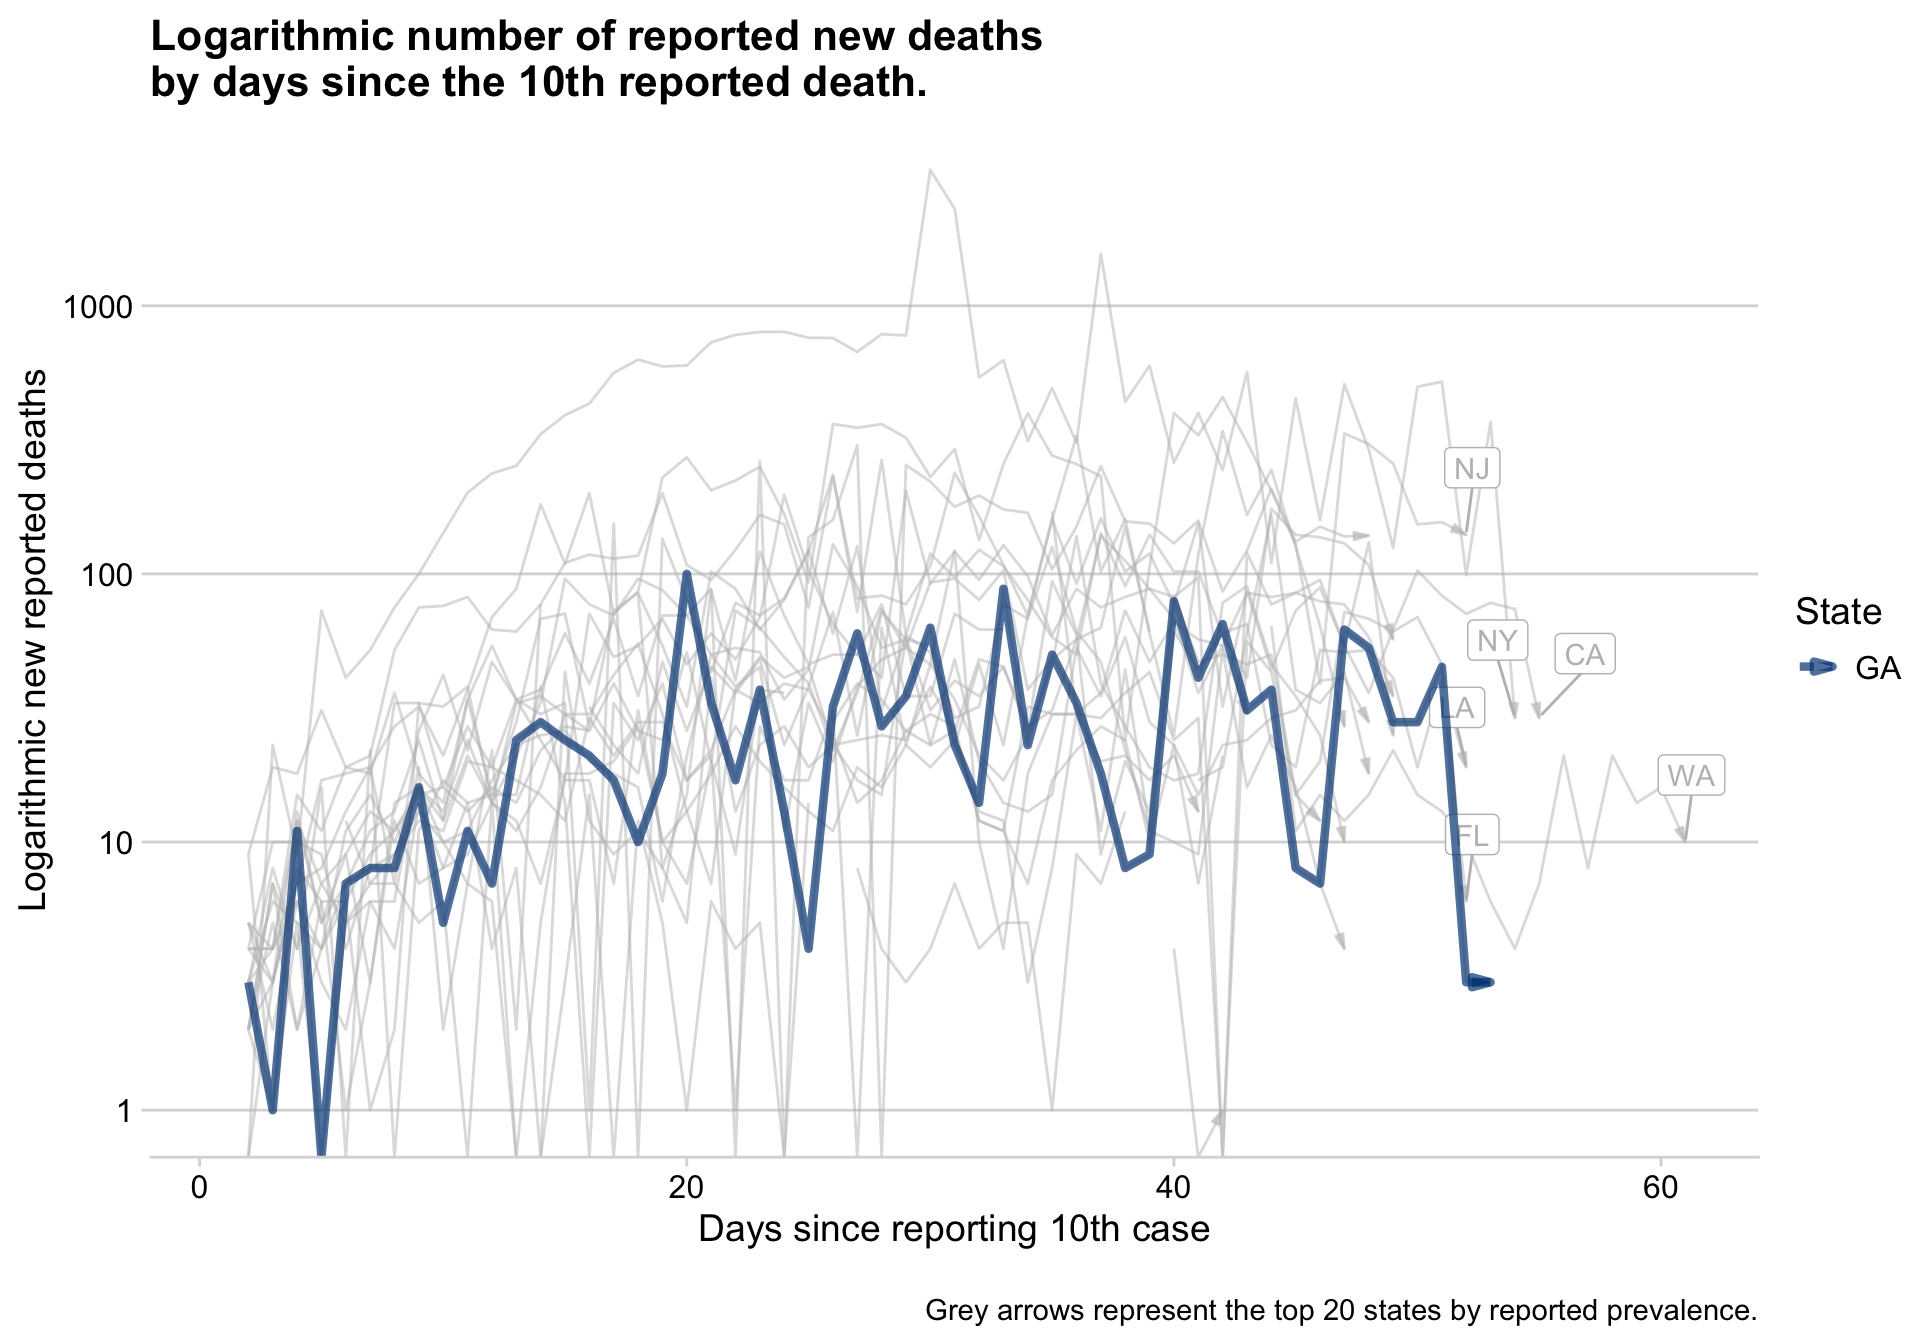 Logarithmic number of reported new deaths
by days since the 10th reported death.
Logarithmic new reported deaths
1000
100
10
1
NJ
NY
CA
LA
WA
FL
State
GA
0
20
40
60
Days since reporting 10th case
Grey arrows represent the top 20 states by reported prevalence.